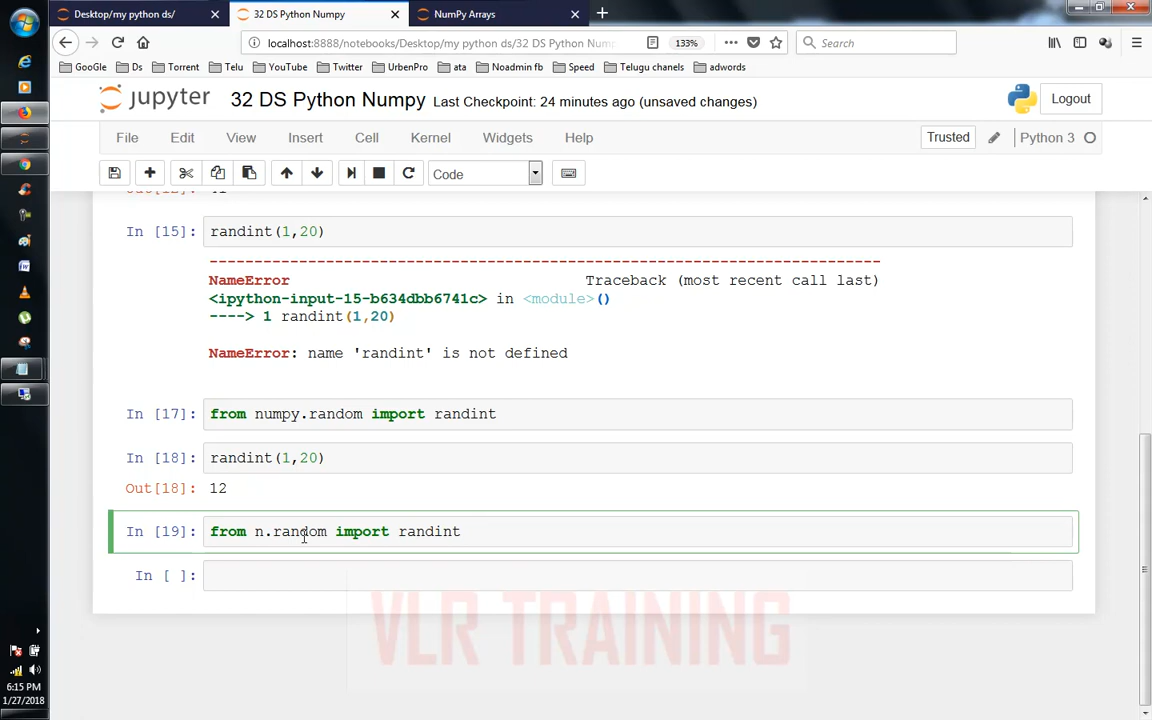 Desktop/my python ds/
32 DS Python Numpy
NumPy Arrays
localhost:8888/notebooks/Desktop/my python ds/32 DS Python Num
133%
Search
GooGle
Ds
Torrent
Telu
YouTube
Twitter
UrbenPro
ata
Noadmin fb
Speed
Telugu chanels
adwords
jupyter
32 DS Python Numpy Last Checkpoint: 24 minutes ago (unsaved changes)
Logout
File
Edit
View
Insert
Cell
Kernel
Widgets
Help
Trusted
Python 3
Code
In [15]: randint(1,20)
NameError Traceback (most recent call last)
<ipython-input-15-b634dbb6741c> in <module>()
----> 1 randint(1,20)
NameError: name 'randint' is not defined
In [17]: from numpy.random import randint
In [18]: randint(1,20)
Out[18]: 12
In [19]: from n.random import randint
In [ ]:
VLR TRAINING
6:15 PM
1/27/2018